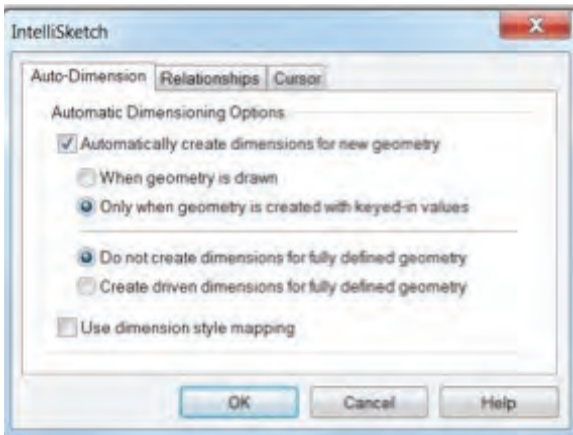 IntelliSketch
Auto-Dimension Relationships Cursor
Automatic Dimensioning Options
Automatically create dimensions for new geometry
When geometry is drawn
Only when geometry is created with keyed-in values
Do not create dimensions for fully defined geometry
Create driven dimensions for fully defined geometry
Use dimension style mapping
OK Cancel Help